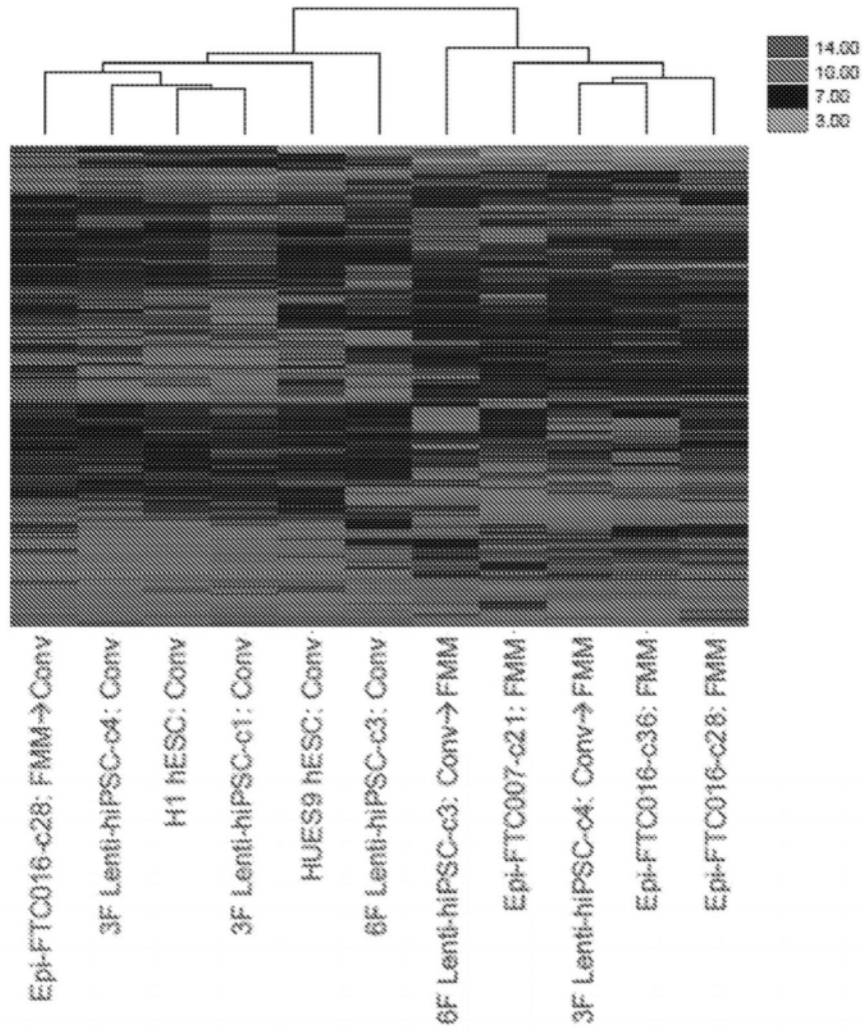 14.00
10.00
7.00
3.00
Epi-FTC016-c28: FMM→Conv
3F Lenti-hiPSC-c4: Conv
H1 hESC: Conv
3F Lenti-hiPSC-c1: Conv
HUES9 hESC: Conv
6F Lenti-hiPSC-c3: Conv
6F Lenti-hiPSC-c3: Conv→FMM
Epi-FTC007-c21: FMM
3F Lenti-hiPSC-c4: Conv→FMM
Epi-FTC016-c36: FMM
Epi-FTC016-c28: FMM